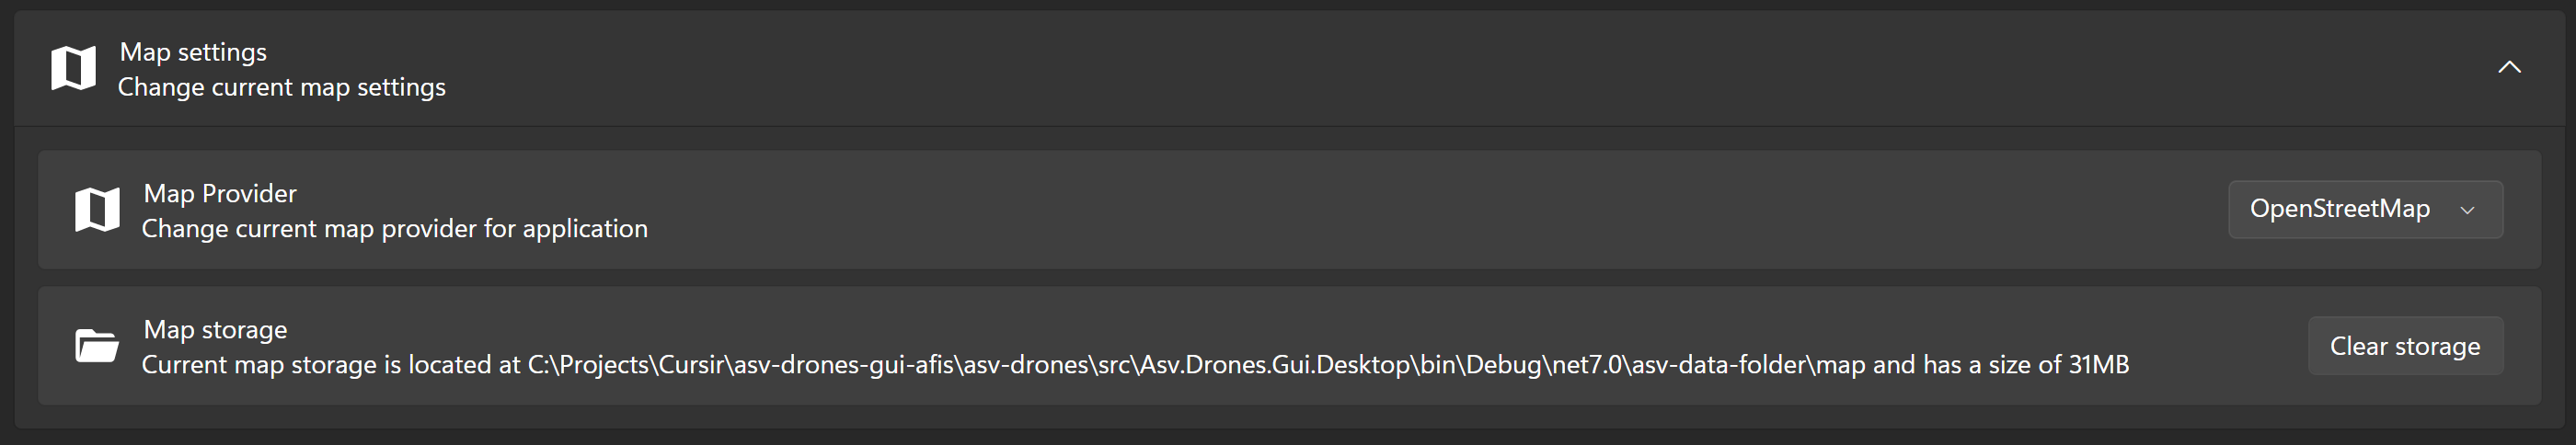 Map settings
Change current map settings
Map Provider
Change current map provider for application
OpenStreetMap
Map storage
Current map storage is located at C:\Projects\Cursir\asv-drones-gui-afis\asv-drones\src\Asv.Drones.Gui.Desktop\bin\Debug\net7.0\asv-data-folder\map and has a size of 31MB
Clear storage